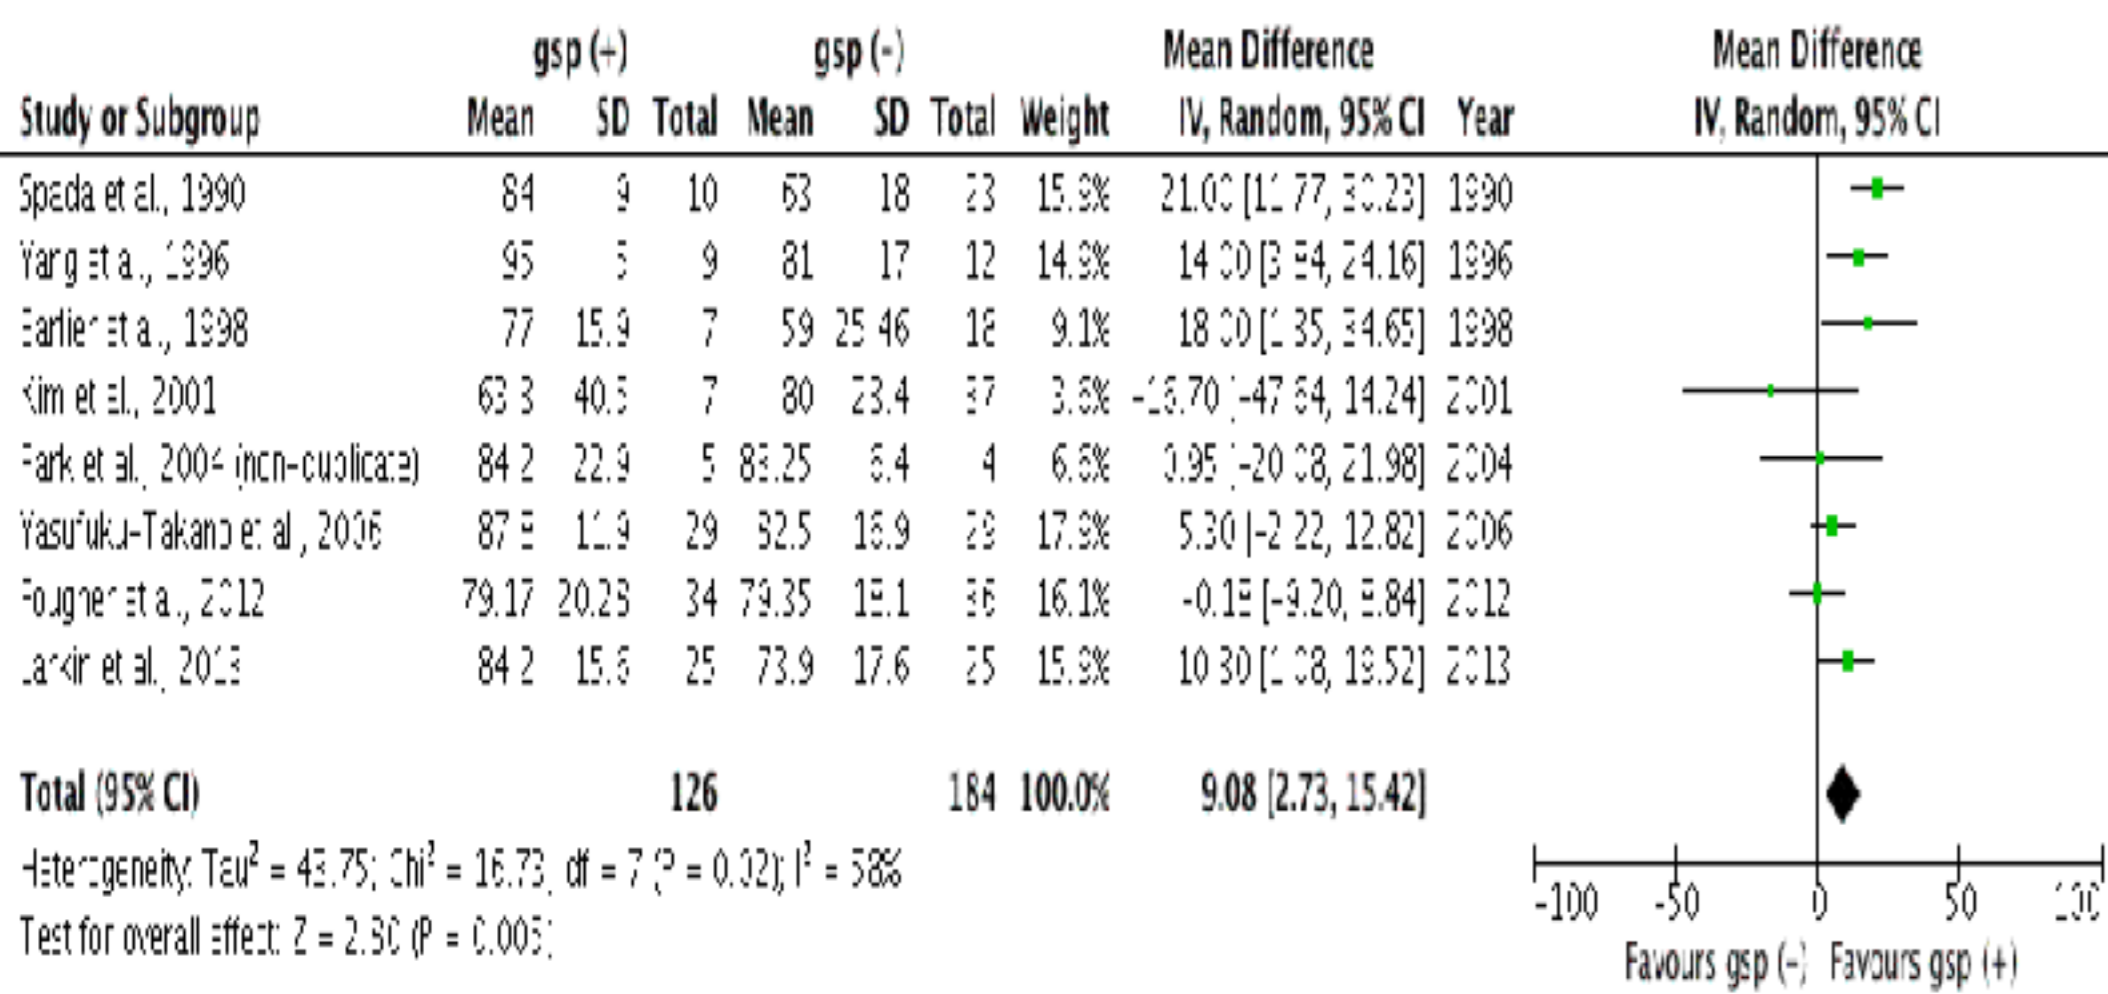 gsp (+) gsp (-) Mean Difference Mean Difference
Study or Subgroup Mean SD Total Mean SD Total Weight IV, Random, 95% CI Year IV, Random, 95% CI
Spada et al., 1990 84 9 10 63 18 23 15.9% 21.00 [11.77, 30.23] 1990
Yang et al., 1996 95 5 9 81 17 12 14.9% 14.00 [3.84, 24.16] 1996
et al., 1998 77 15.9 7 59 25.46 18 9.1% 18.00 [1.35, 34.65] 1998
Kim et al., 2001 63.3 40.5 7 80 23.4 37 3.6% -16.70 [-47.64, 14.24] 2001
Park et al., 2004 (non-duplicate) 84.2 22.9 5 83.25 6.4 4 6.6% 0.95 [-20.08, 21.98] 2004
Yasufuku-Takano et al., 2006 87.8 11.9 29 82.5 16.9 29 17.9% 5.30 [-2.22, 12.82] 2006
Fougner et al., 2012 79.17 20.28 34 79.35 18.1 36 16.1% -0.18 [-9.20, 8.84] 2012
Larkin et al., 2013 84.2 15.6 25 73.9 17.6 25 15.9% 10.30 [1.08, 19.52] 2013
Total (95% CI) 126 184 100.0% 9.08 [2.73, 15.42]
Heterogeneity: Tau² = 43.75; Chi² = 16.73, df = 7 (P = 0.02); I² = 58%
Test for overall effect: Z = 2.80 (P = 0.005)
-100 -50 0 50 100
Favours gsp (-) Favours gsp (+)